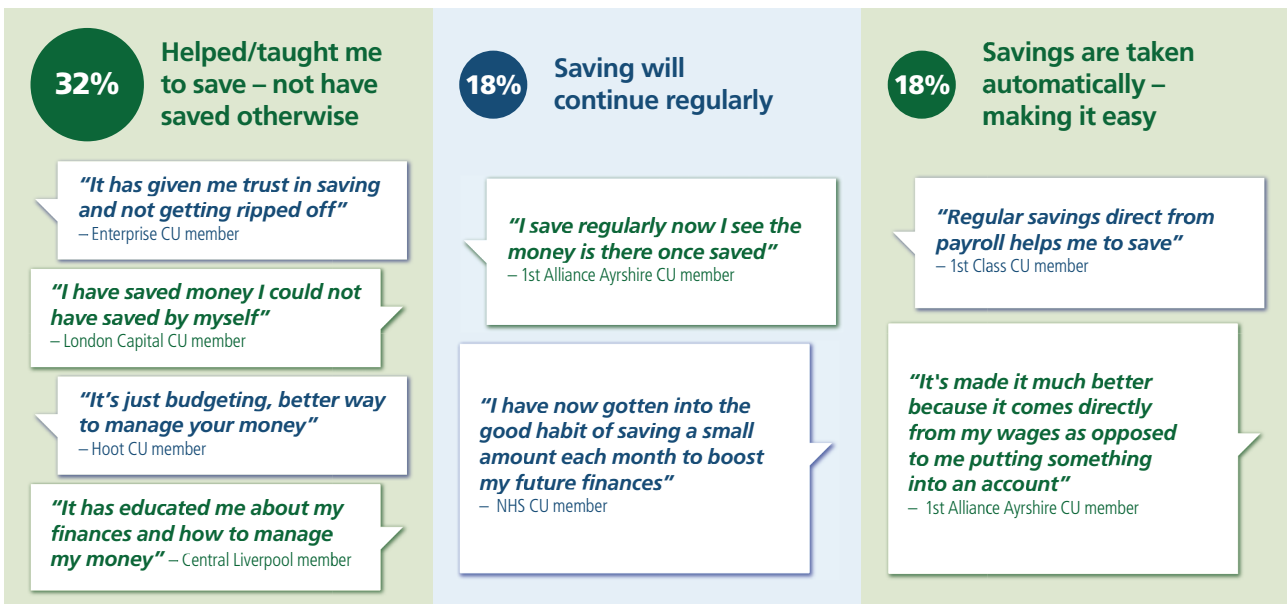 32%
Helped/taught me
to save – not have
saved otherwise
“It has given me trust in saving
and not getting ripped off”
– Enterprise CU member
“I have saved money I could not
have saved by myself”
– London Capital CU member
“It’s just budgeting, better way
to manage your money”
– Hoot CU member
“It has educated me about my
finances and how to manage
my money” – Central Liverpool member
18%
Saving will
continue regularly
“I save regularly now I see the
money is there once saved”
– 1st Alliance Ayrshire CU member
“I have now gotten into the
good habit of saving a small
amount each month to boost
my future finances”
– NHS CU member
18%
Savings are taken
automatically –
making it easy
“Regular savings direct from
payroll helps me to save”
– 1st Class CU member
“It's made it much better
because it comes directly
from my wages as opposed
to me putting something
into an account”
– 1st Alliance Ayrshire CU member